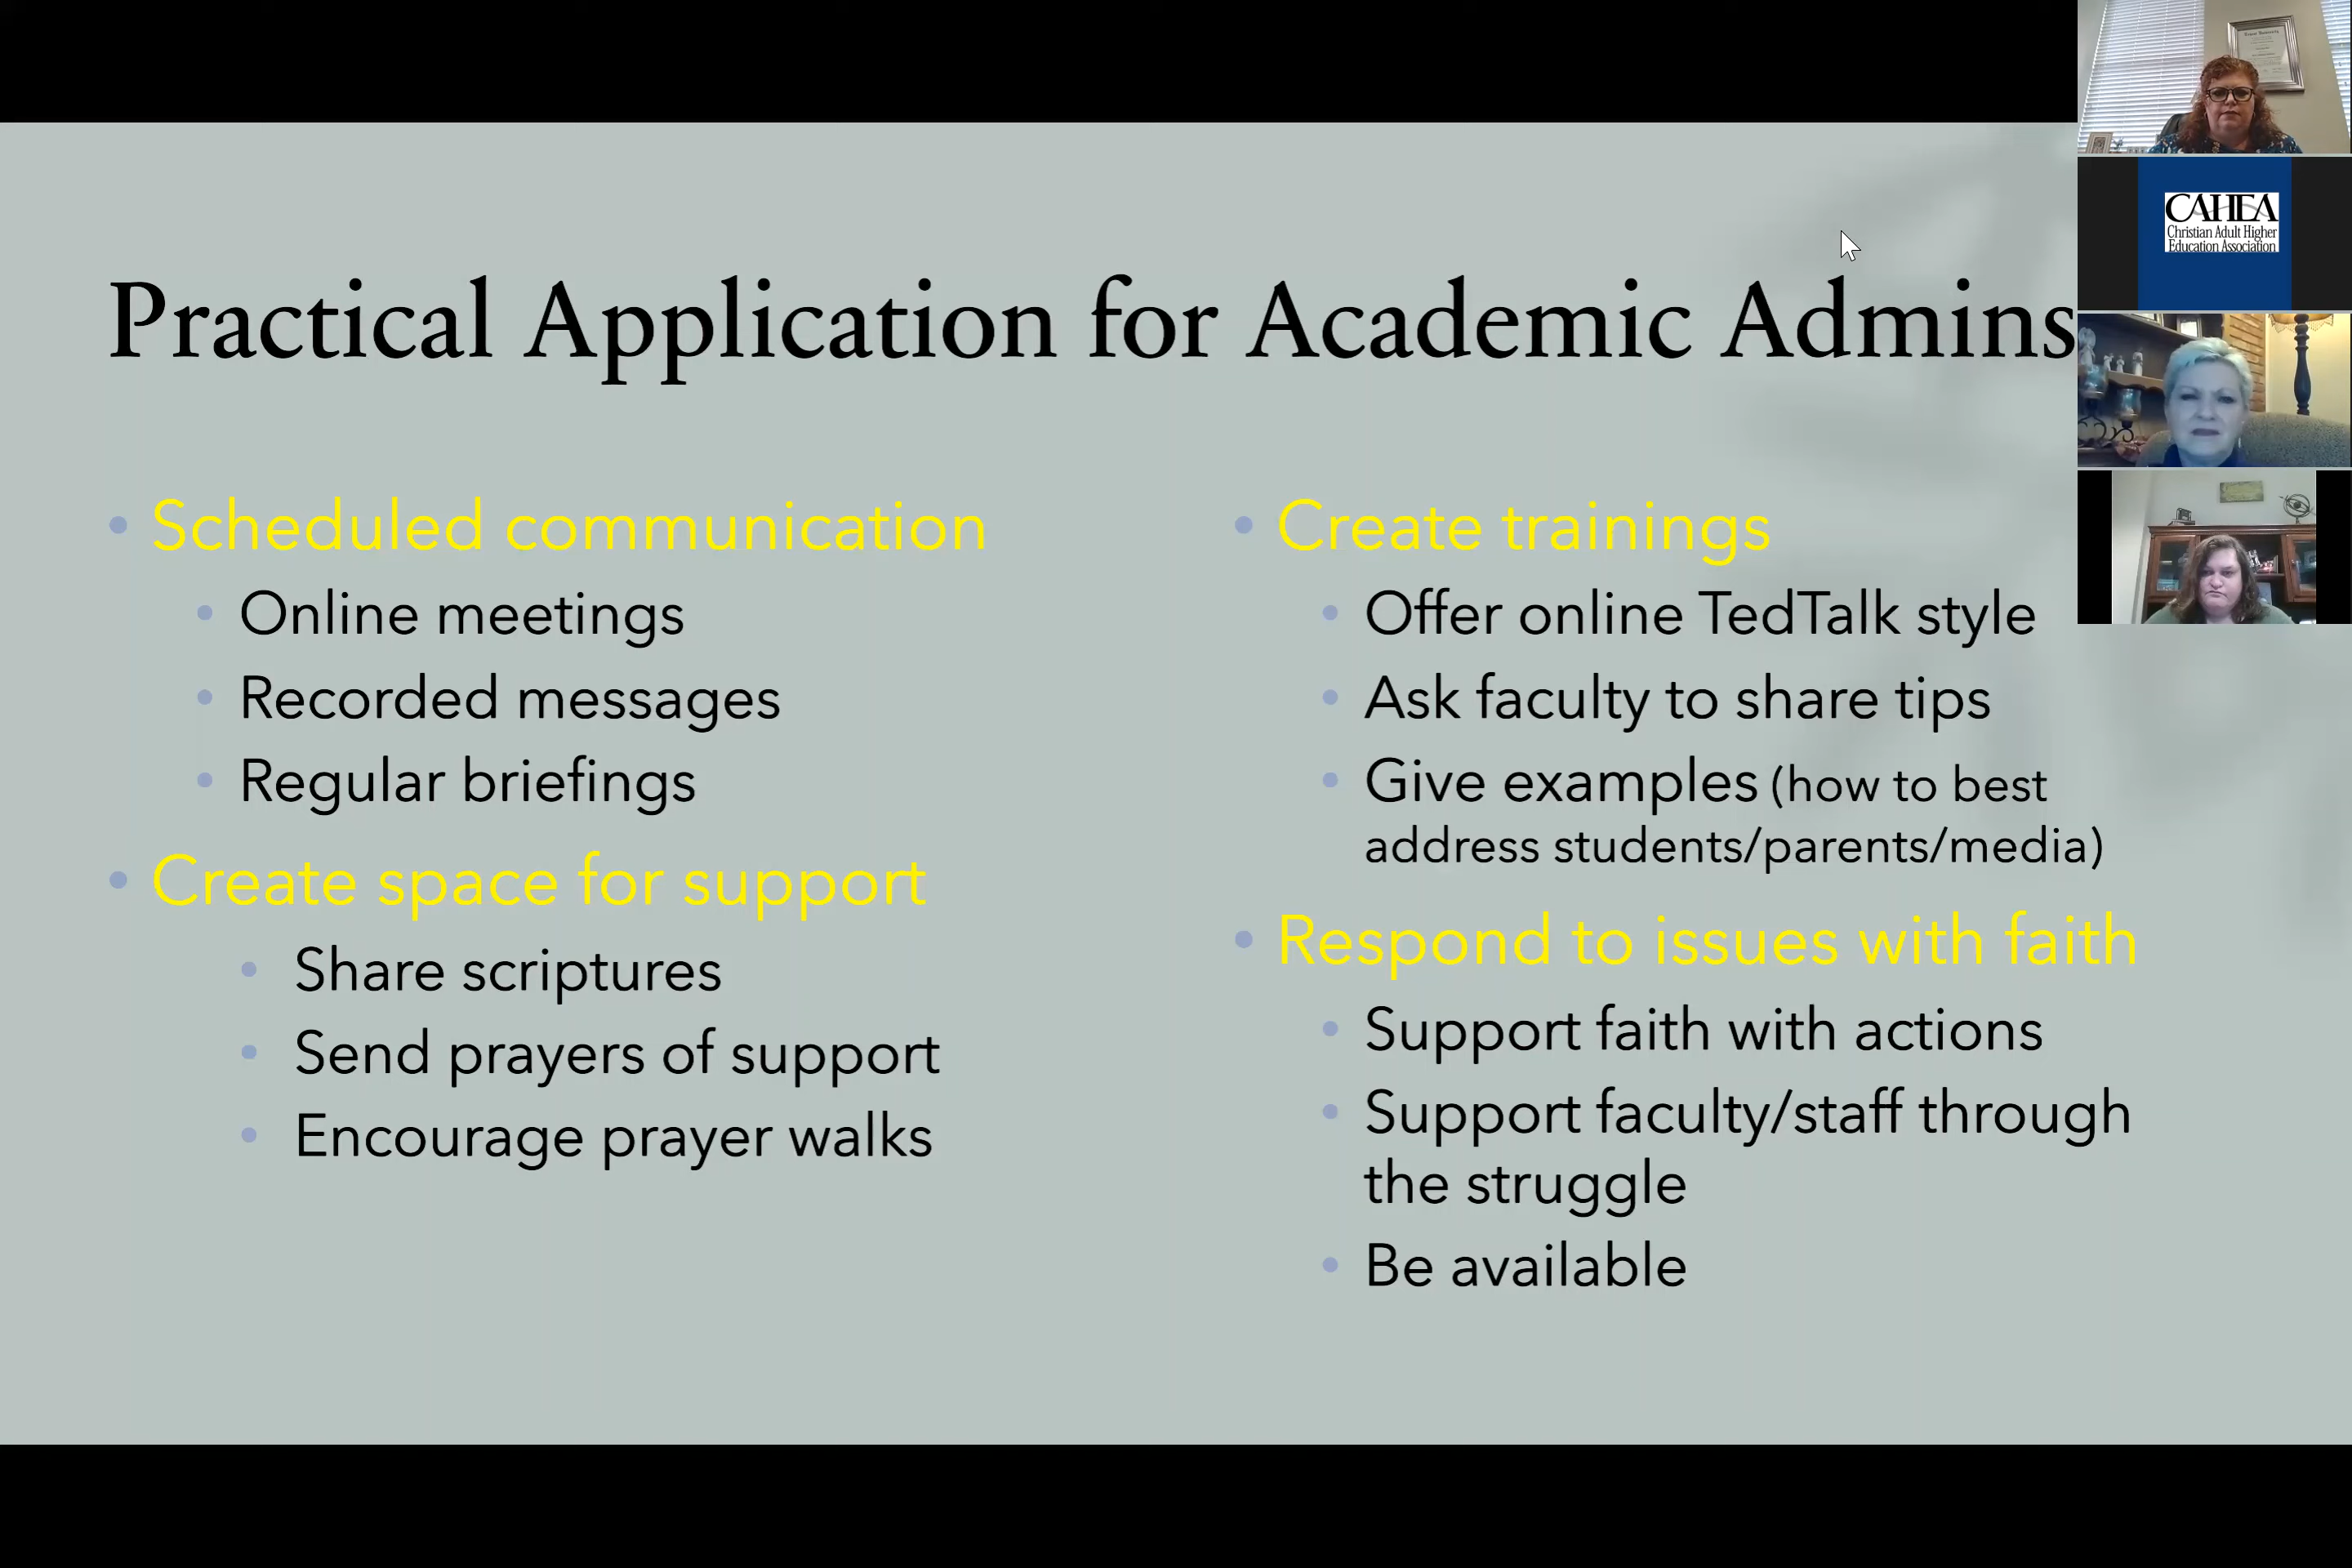 Practical Application for Academic Admins
Scheduled communication
Online meetings
Recorded messages
Regular briefings
Create space for support
Share scriptures
Send prayers of support
Encourage prayer walks
Create trainings
Offer online TedTalk style
Ask faculty to share tips
Give examples (how to best
address students/parents/media)
Respond to issues with faith
Support faith with actions
Support faculty/staff through
the struggle
Be available
CAHEA
Christian Adult Higher
Education Association